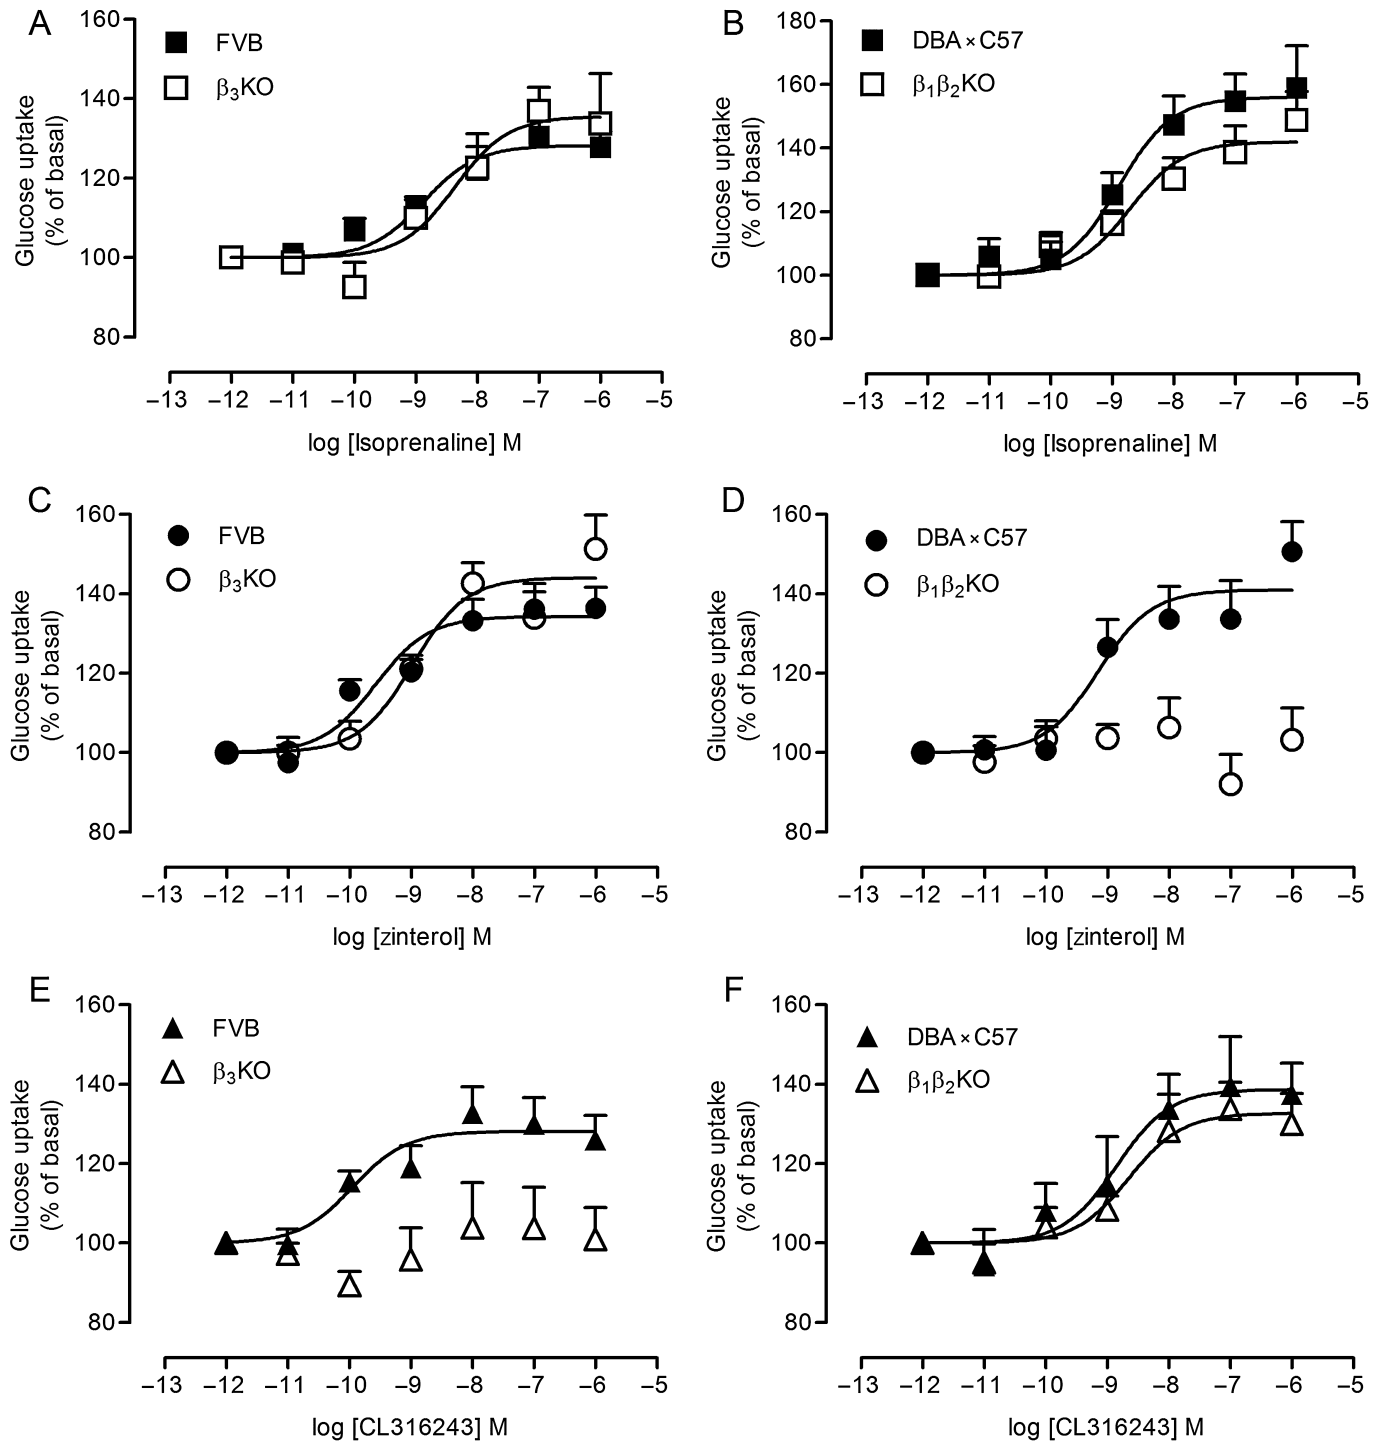 A
160
140
120
100
80
Glucose uptake
(% of basal)
FVB
β3KO
−13 −12 −11 −10 −9 −8 −7 −6 −5
log [Isoprenaline] M
B
180
160
140
120
100
80
Glucose uptake
(% of basal)
DBA×C57
β1β2KO
−13 −12 −11 −10 −9 −8 −7 −6 −5
log [Isoprenaline] M
C
160
140
120
100
80
Glucose uptake
(% of basal)
FVB
β3KO
−13 −12 −11 −10 −9 −8 −7 −6 −5
log [zinterol] M
D
160
140
120
100
80
Glucose uptake
(% of basal)
DBA×C57
β1β2KO
−13 −12 −11 −10 −9 −8 −7 −6 −5
log [zinterol] M
E
160
140
120
100
80
Glucose uptake
(% of basal)
FVB
β3KO
−13 −12 −11 −10 −9 −8 −7 −6 −5
log [CL316243] M
F
160
140
120
100
80
Glucose uptake
(% of basal)
DBA×C57
β1β2KO
−13 −12 −11 −10 −9 −8 −7 −6 −5
log [CL316243] M